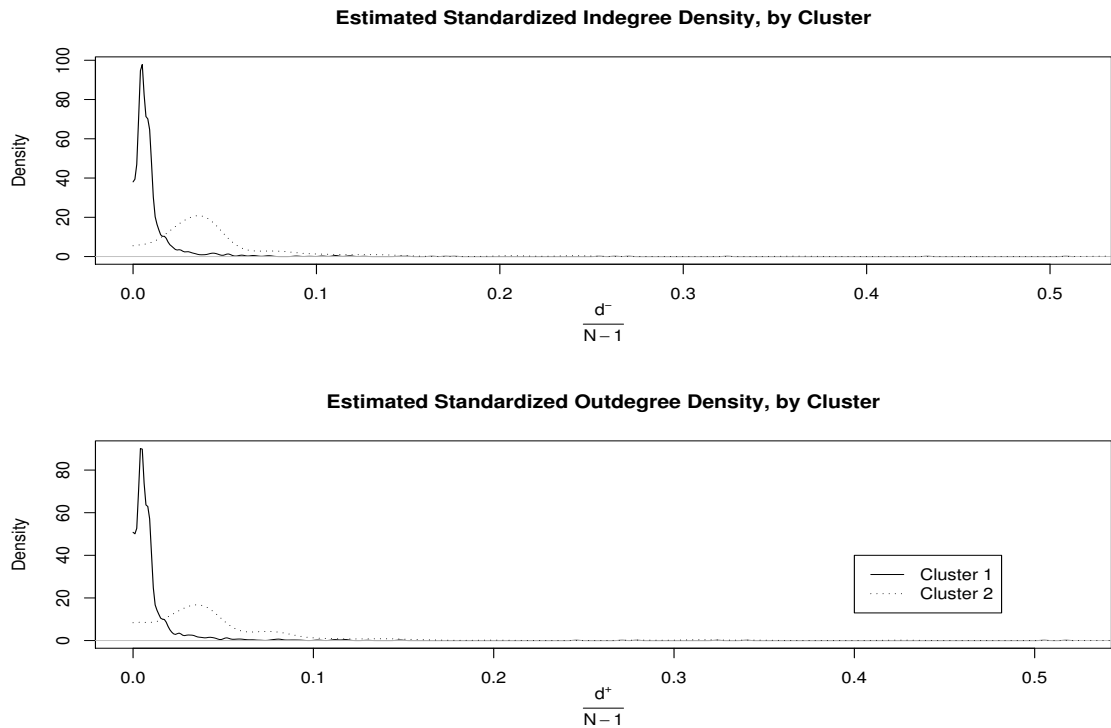 Estimated Standardized Indegree Density, by Cluster
Density
100
80
60
40
20
0
0.0 0.1 0.2 0.3 0.4 0.5
d−
N − 1
Estimated Standardized Outdegree Density, by Cluster
Density
80
60
40
20
0
Cluster 1
Cluster 2
0.0 0.1 0.2 0.3 0.4 0.5
d+
N − 1